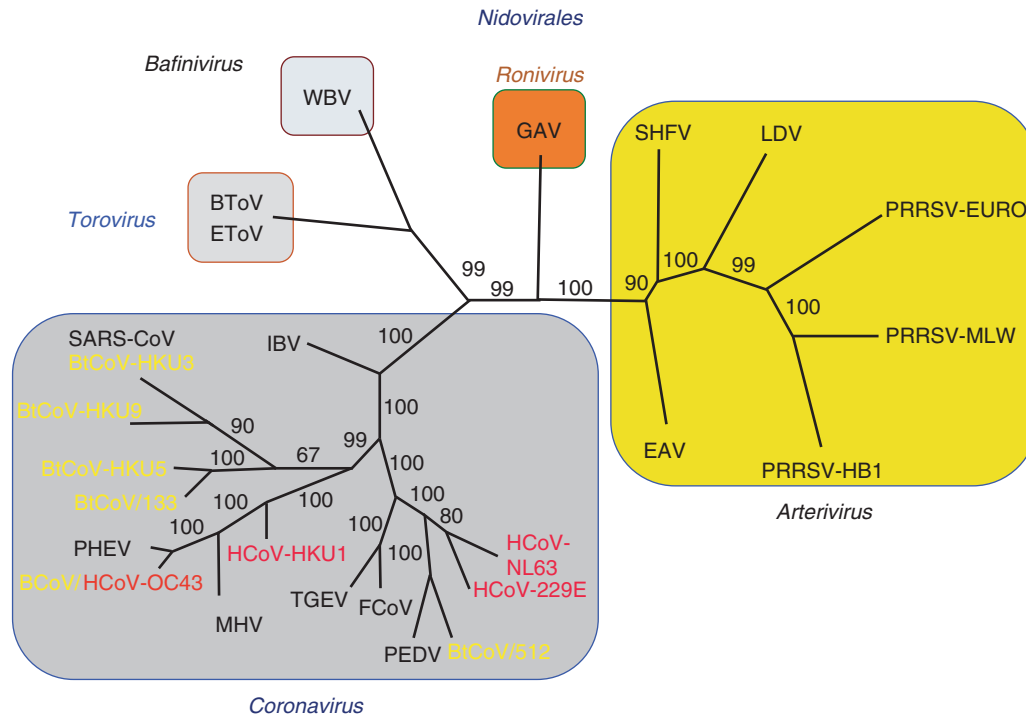 Nidovirales
Bafinivirus
Ronivirus
WBV
GAV
SHFV
LDV
BToV
EToV
Torovirus
PRRSV-EURO
99
99
100
90
100
99
100
PRRSV-MLW
EAV
PRRSV-HB1
Arterivirus
100
SARS-CoV
IBV
BtCoV-HKU3
BtCoV-HKU9
100
90
99
67
100
BtCoV-HKU5
100
BtCoV/133
100
100
100
80
100
100
100
PHEV
HCoV-HKU1
HCoV-
NL63
HCoV-229E
BCoV/HCoV-OC43
MHV
TGEV
FCoV
PEDV
BtCoV/512
Coronavirus